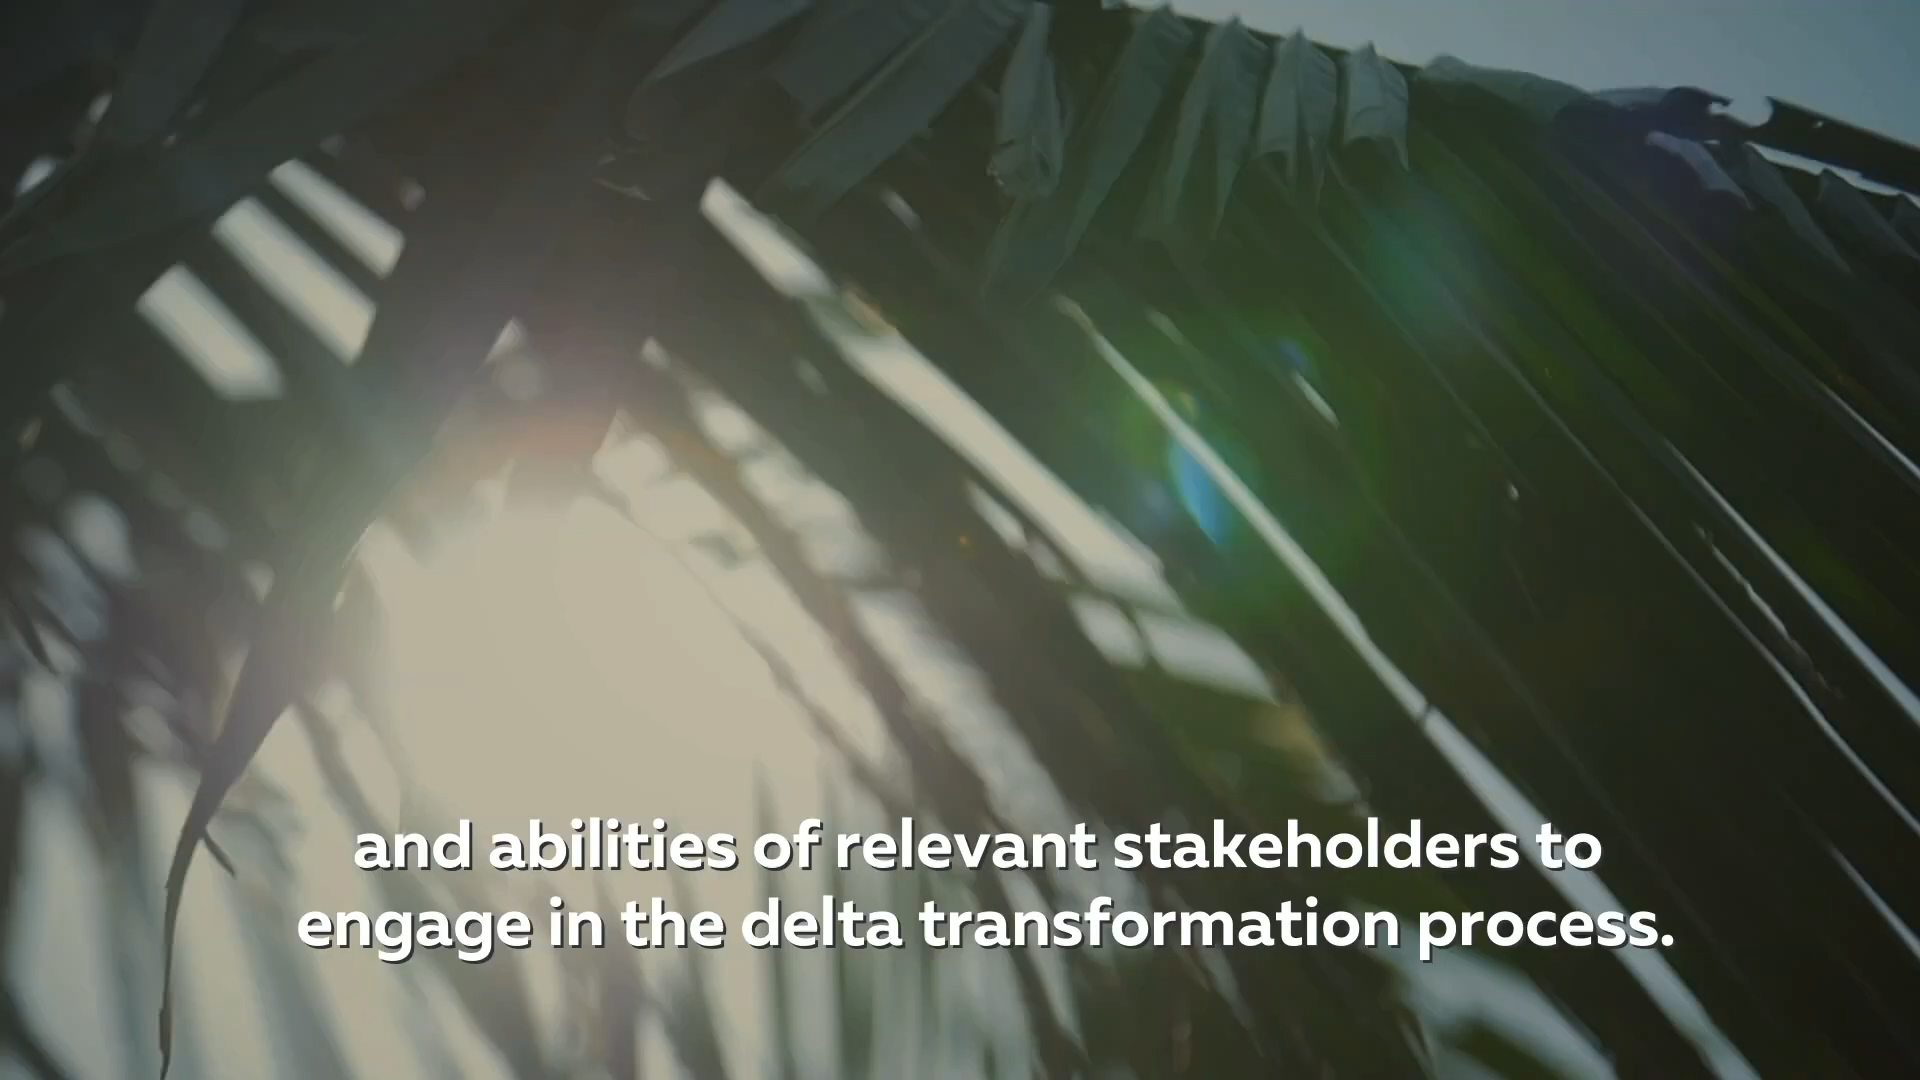 and abilities of relevant stakeholders to
engage in the delta transformation process.